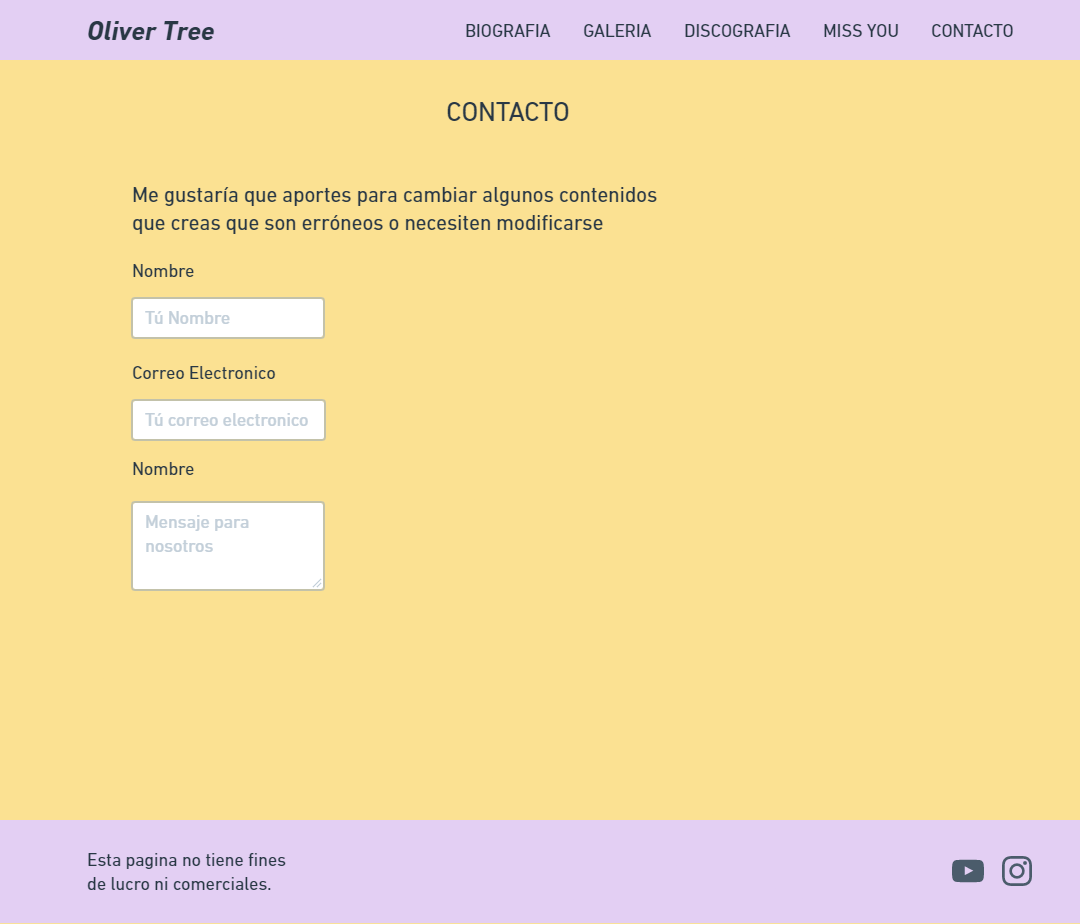 Oliver Tree
BIOGRAFIA GALERIA DISCOGRAFIA MISS YOU CONTACTO
CONTACTO
Me gustaría que aportes para cambiar algunos contenidos
que creas que son erróneos o necesiten modificarse
Nombre
Tú Nombre
Correo Electronico
Tú correo electronico
Nombre
Mensaje para
nosotros
Esta pagina no tiene fines
de lucro ni comerciales.